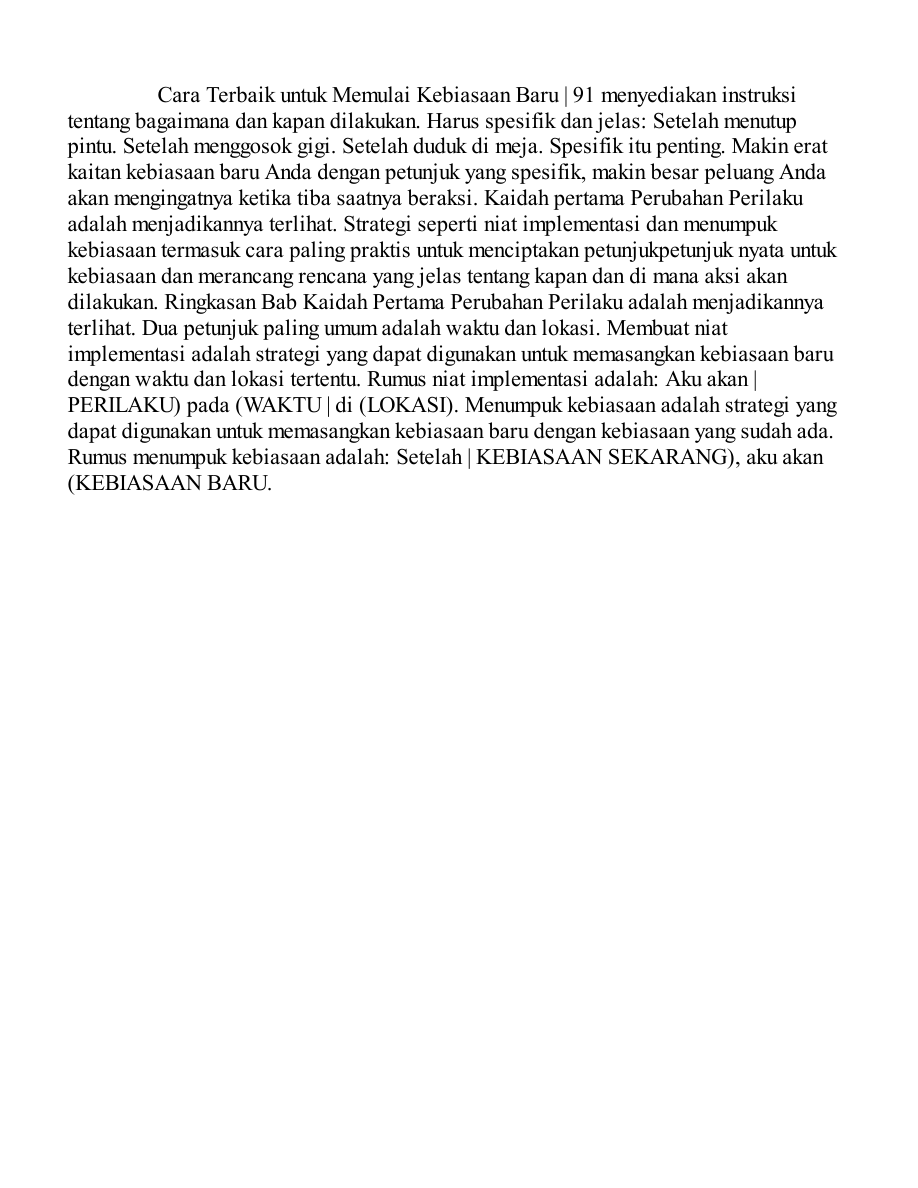 Cara Terbaik untuk Memulai Kebiasaan Baru | 91 menyediakan instruksi
tentang bagaimana dan kapan dilakukan. Harus spesifik dan jelas: Setelah menutup
pintu. Setelah menggosok gigi. Setelah duduk di meja. Spesifik itu penting. Makin erat
kaitan kebiasaan baru Anda dengan petunjuk yang spesifik, makin besar peluang Anda
akan mengingatnya ketika tiba saatnya beraksi. Kaidah pertama Perubahan Perilaku
adalah menjadikannya terlihat. Strategi seperti niat implementasi dan menumpuk
kebiasaan termasuk cara paling praktis untuk menciptakan petunjukpetunjuk nyata untuk
kebiasaan dan merancang rencana yang jelas tentang kapan dan di mana aksi akan
dilakukan. Ringkasan Bab Kaidah Pertama Perubahan Perilaku adalah menjadikannya
terlihat. Dua petunjuk paling umum adalah waktu dan lokasi. Membuat niat
implementasi adalah strategi yang dapat digunakan untuk memasangkan kebiasaan baru
dengan waktu dan lokasi tertentu. Rumus niat implementasi adalah: Aku akan |
PERILAKU) pada (WAKTU | di (LOKASI). Menumpuk kebiasaan adalah strategi yang
dapat digunakan untuk memasangkan kebiasaan baru dengan kebiasaan yang sudah ada.
Rumus menumpuk kebiasaan adalah: Setelah | KEBIASAAN SEKARANG), aku akan
(KEBIASAAN BARU.